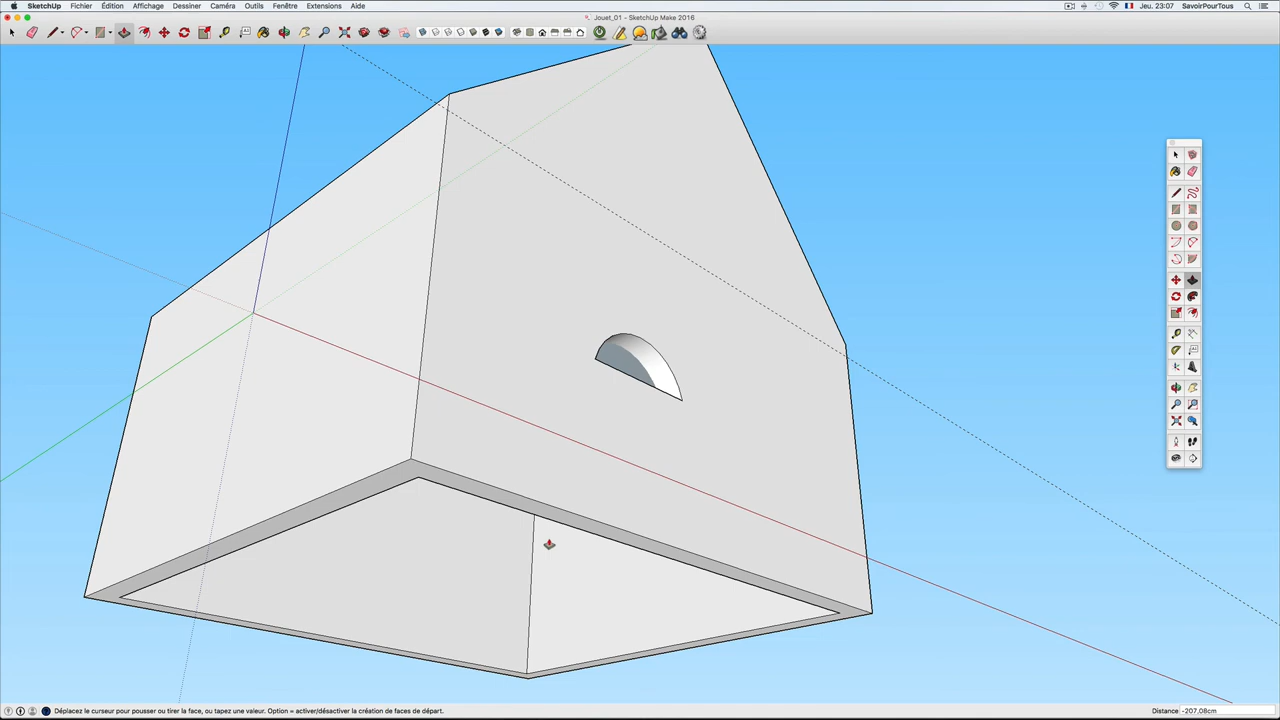 SketchUp Fichier Édition Affichage Dessiner Caméra Outils Fenêtre Extensions Aide Jeu. 23:07 SavoirPourTous
Jouet_01 - SketchUp Make 2016
Déplacez le curseur pour pousser ou tirer la face, ou tapez une valeur. Option = activer/désactiver la création de faces de départ. Distance -207,08cm